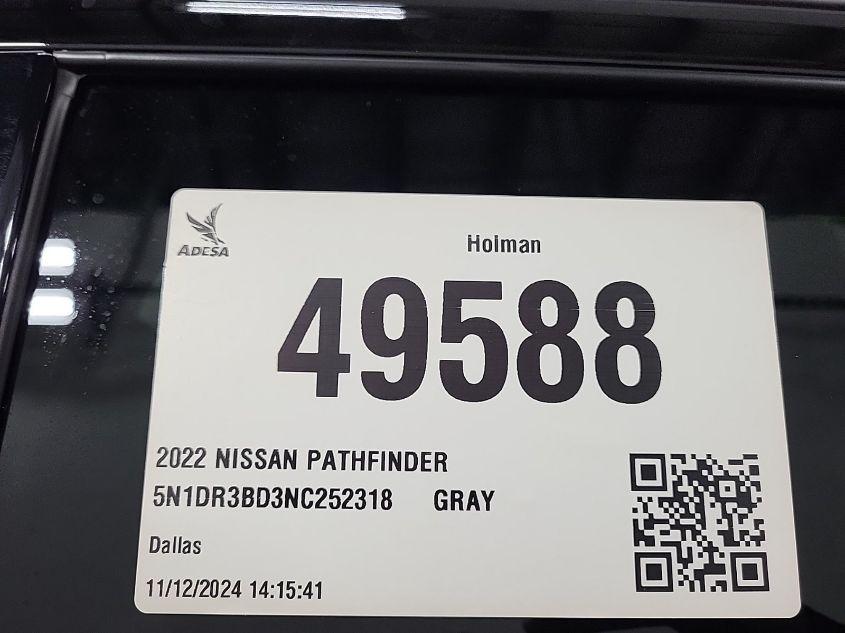 ADESA
Holman
49588
2022 NISSAN PATHFINDER
5N1DR3BD3NC252318 GRAY
Dallas
11/12/2024 14:15:41